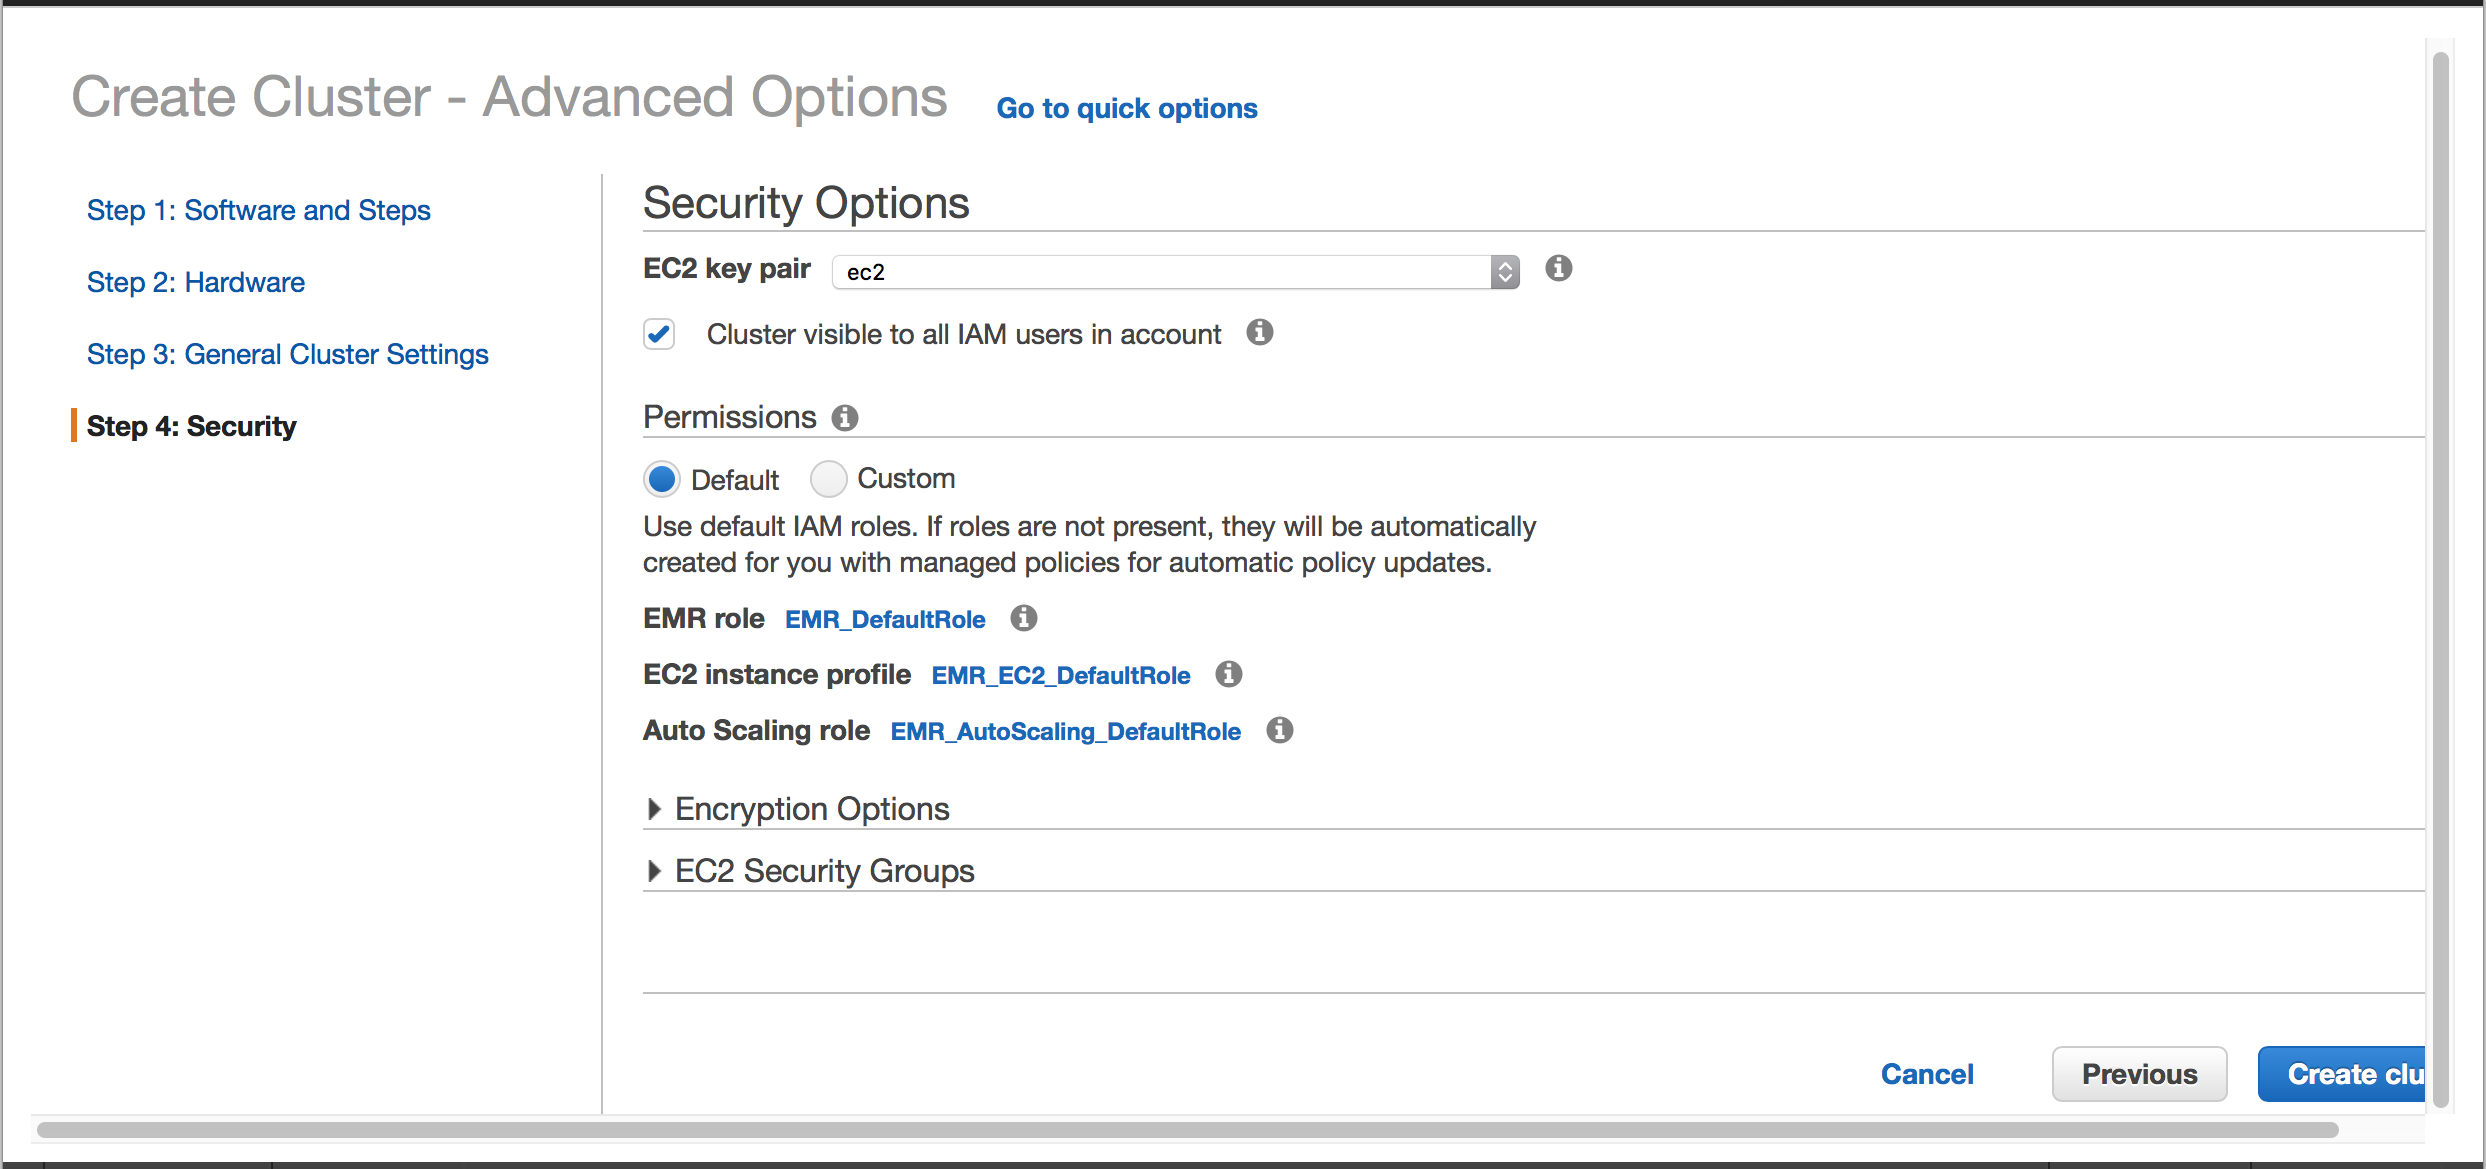 Create Cluster - Advanced Options Go to quick options
Step 1: Software and Steps
Step 2: Hardware
Step 3: General Cluster Settings
Step 4: Security
Security Options
EC2 key pair ec2
Cluster visible to all IAM users in account
Permissions
Default Custom
Use default IAM roles. If roles are not present, they will be automatically
created for you with managed policies for automatic policy updates.
EMR role EMR_DefaultRole
EC2 instance profile EMR_EC2_DefaultRole
Auto Scaling role EMR_AutoScaling_DefaultRole
Encryption Options
EC2 Security Groups
Cancel Previous Create clu